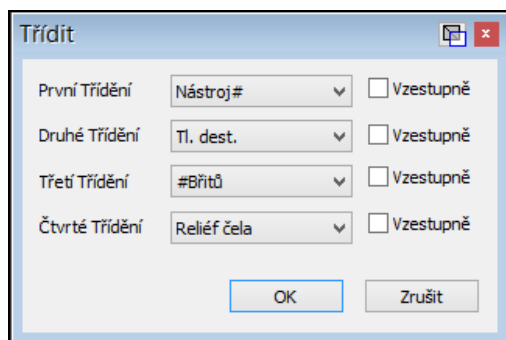 Třídit
První Třídění Nástroj# Vzestupně
Druhé Třídění Tl. dest. Vzestupně
Třetí Třídění #Břitů Vzestupně
Čtvrté Třídění Reliéf čela Vzestupně
OK Zrušit